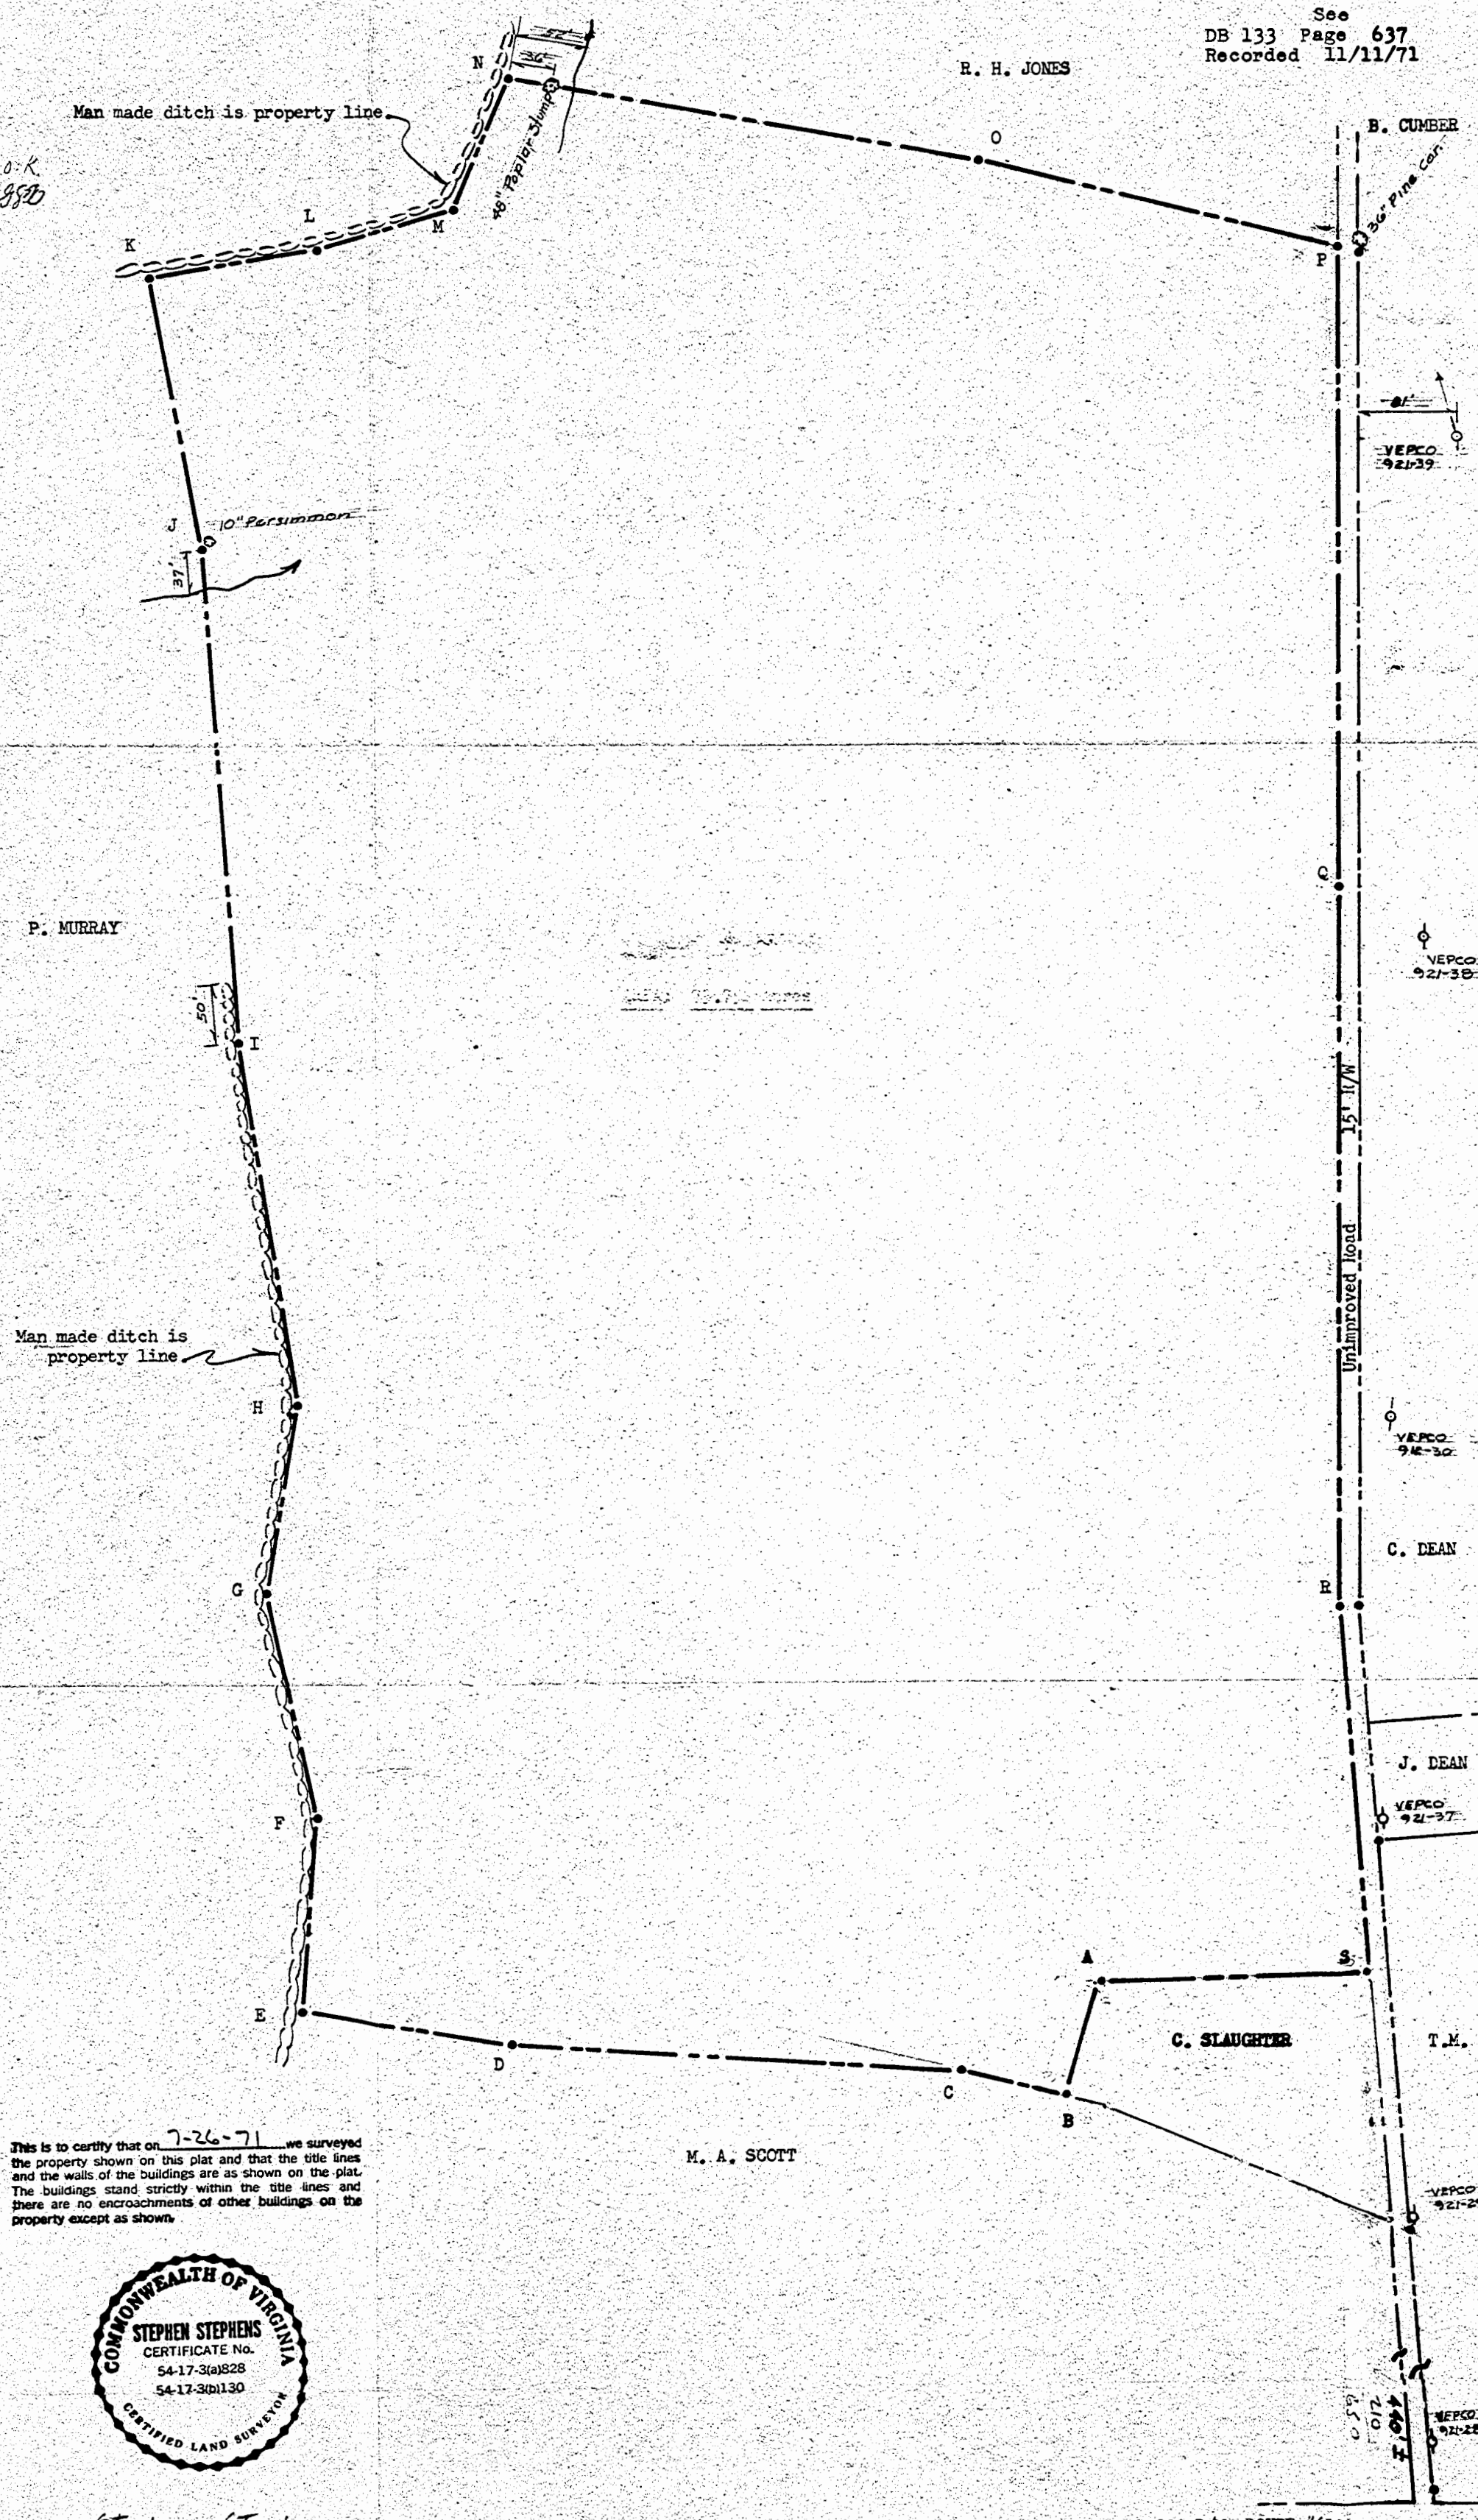 See
DB 133 Page 637
Recorded 11/11/71
R. H. JONES
N
52'
36'
Man made ditch is property line
48" Poplar Stump
O
B. CUMBER
36" Pine Cor.
O.K.
K
L
M
P
81'
VEPCO
921-39
J
10" Persimmon
37'
Q
P. MURRAY
VEPCO
921-38
50'
I
15' R/W
Unimproved Road
Man made ditch is
property line
H
VEPCO
C. DEAN
G
R
J. DEAN
VEPCO
921-37
F
A
S
E
C. SLAUGHTER
T.M.
D
C
B
M. A. SCOTT
This is to certify that on 7-26-71 we surveyed
the property shown on this plat and that the title lines
and the walls of the buildings are as shown on the plat.
The buildings stand strictly within the title lines and
there are no encroachments of other buildings on the
property except as shown.
VEPCO
COMMONWEALTH OF VIRGINIA
STEPHEN STEPHENS
CERTIFICATE No.
54-17-3(a)828
54-17-3(b)130
CERTIFIED LAND SURVEYOR
440'±
210
650
VEPCO
921-28